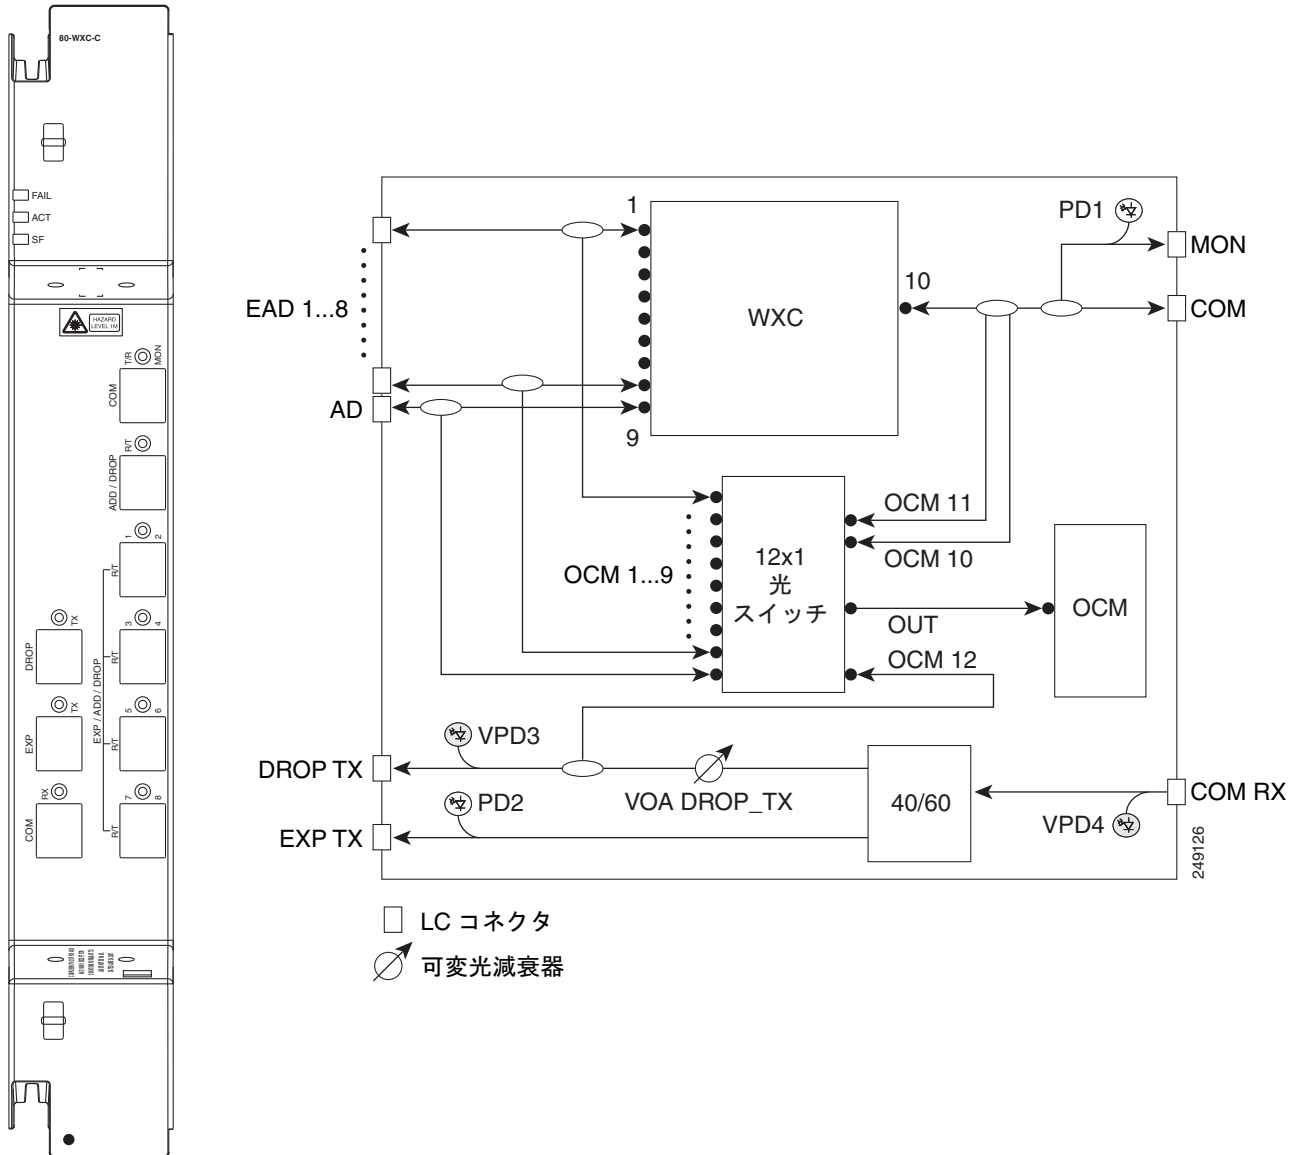 80-WXC-C
FAIL
ACT
SF
HAZARD
LEVEL 1M
T/R
MON
COM
R/T
ADD / DROP
1
2
R/T
TX
DROP
3
4
R/T
EXP / ADD / DROP
TX
EXP
5
6
R/T
RX
COM
7
8
R/T
1
WXC
10
PD1
MON
COM
EAD 1...8
AD
9
OCM 11
OCM 10
12x1
光
スイッチ
OCM 1...9
OUT
OCM
OCM 12
VPD3
DROP TX
VOA DROP_TX
40/60
COM RX
PD2
VPD4
EXP TX
249126
LC コネクタ
可変光減衰器